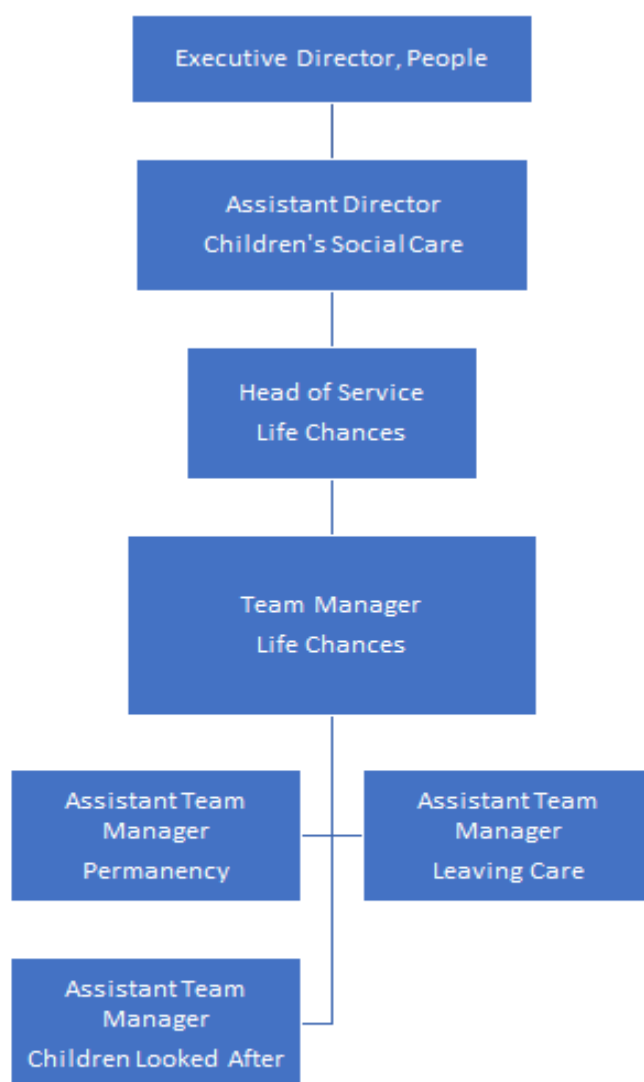 Executive Director, People
Assistant Director
Children's Social Care
Head of Service
Life Chances
Team Manager
Life Chances
Assistant Team
Manager
Permanency
Assistant Team
Manager
Leaving Care
Assistant Team
Manager
Children Looked After